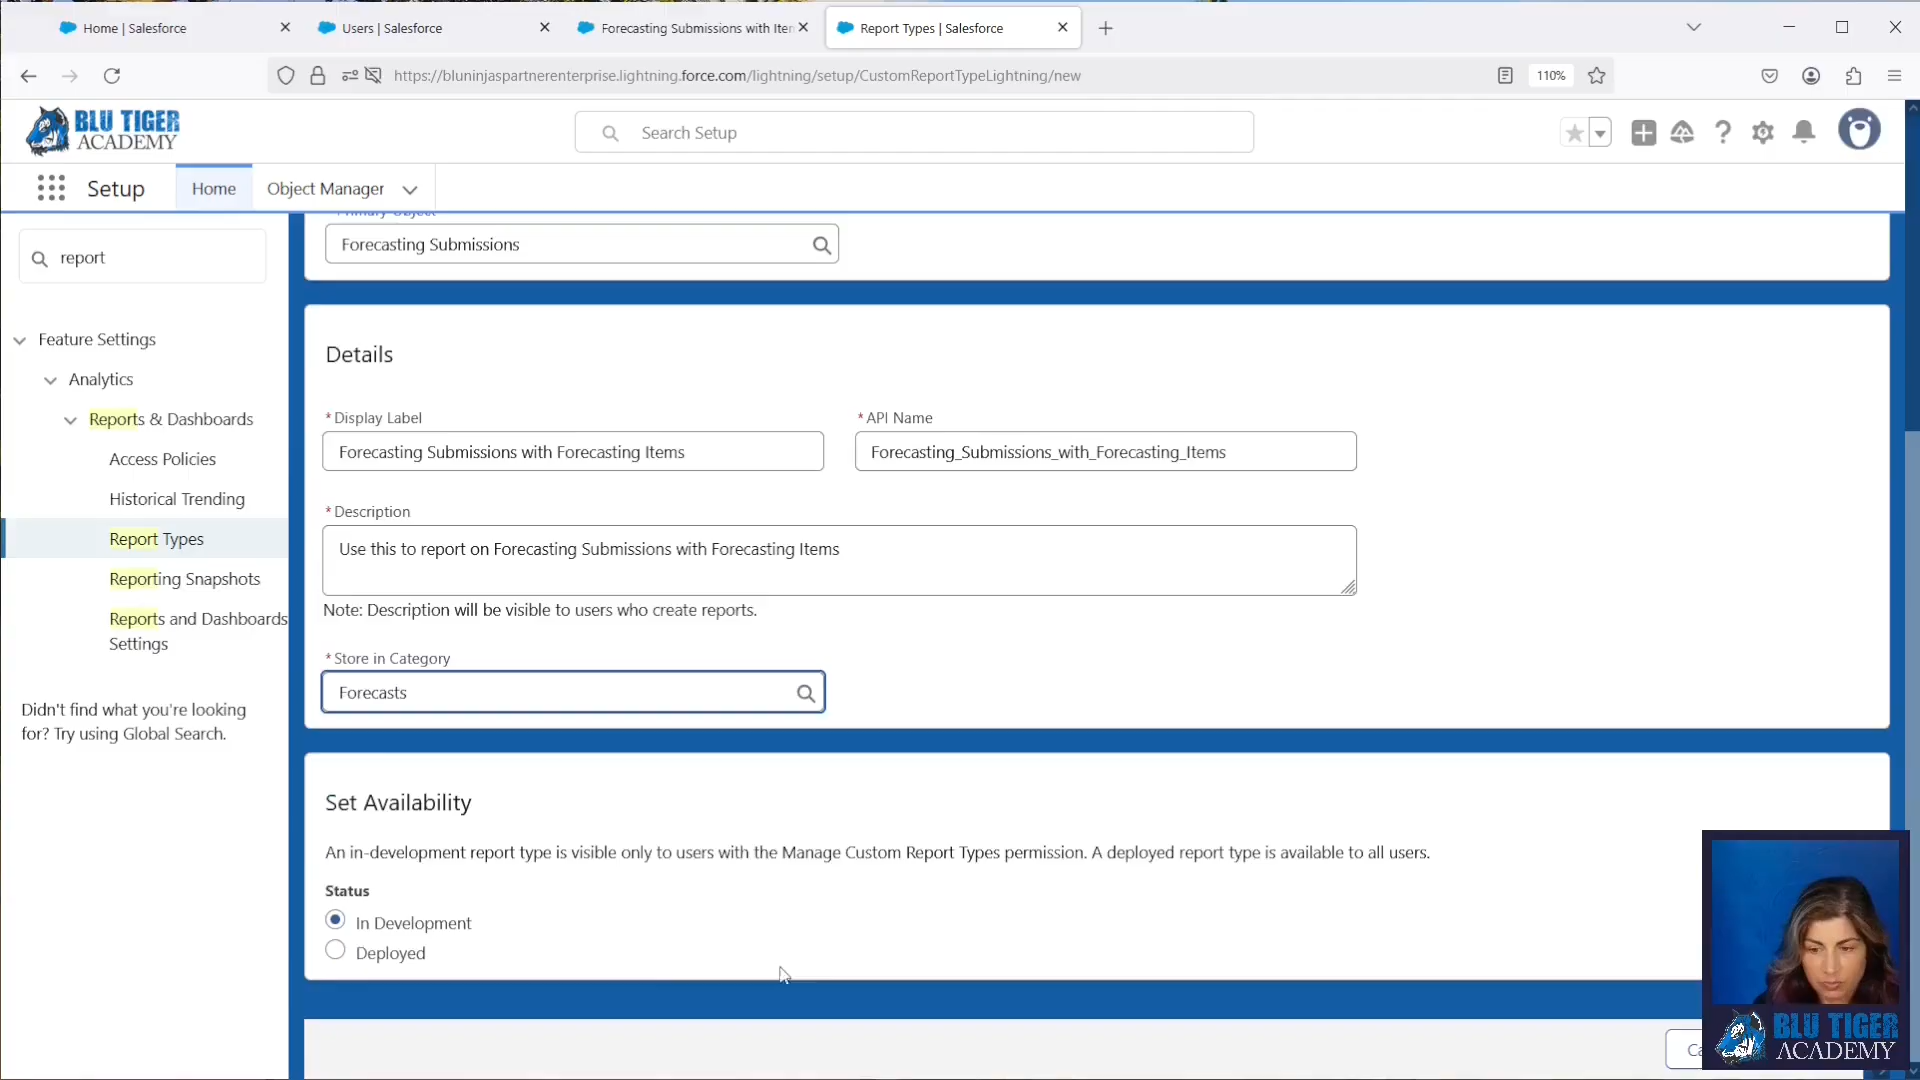 Home | Salesforce
Users | Salesforce
Forecasting Submissions with Iten
Report Types | Salesforce
https://bluninjaspartnerenterprise.lightning.force.com/lightning/setup/CustomReportTypeLightning/new
110%
BLU TIGER
ACADEMY
Search Setup
Setup
Home
Object Manager
Primary Object
report
Forecasting Submissions
Feature Settings
Analytics
Reports & Dashboards
Access Policies
Historical Trending
Report Types
Reporting Snapshots
Reports and Dashboards
Settings
Didn't find what you're looking
for? Try using Global Search.
Details
* Display Label
* API Name
Forecasting Submissions with Forecasting Items
Forecasting_Submissions_with_Forecasting_Items
* Description
Use this to report on Forecasting Submissions with Forecasting Items
Note: Description will be visible to users who create reports.
* Store in Category
Forecasts
Set Availability
An in-development report type is visible only to users with the Manage Custom Report Types permission. A deployed report type is available to all users.
Status
In Development
Deployed
BLU TIGER
ACADEMY